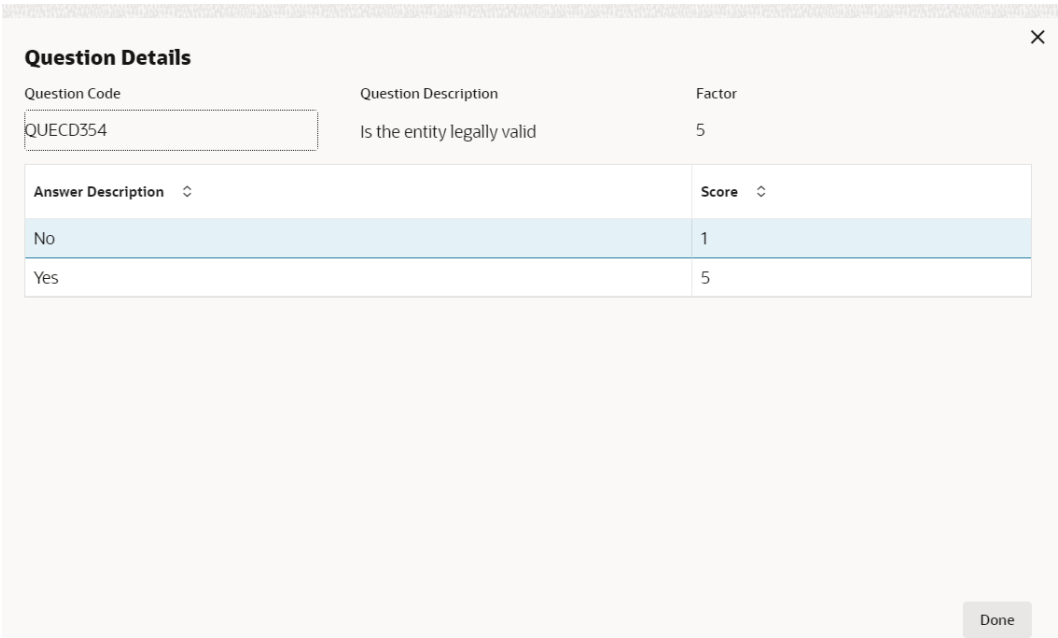 Question Details
Question Code Question Description Factor
QUECD354 Is the entity legally valid 5
Answer Description Score
No 1
Yes 5
Done